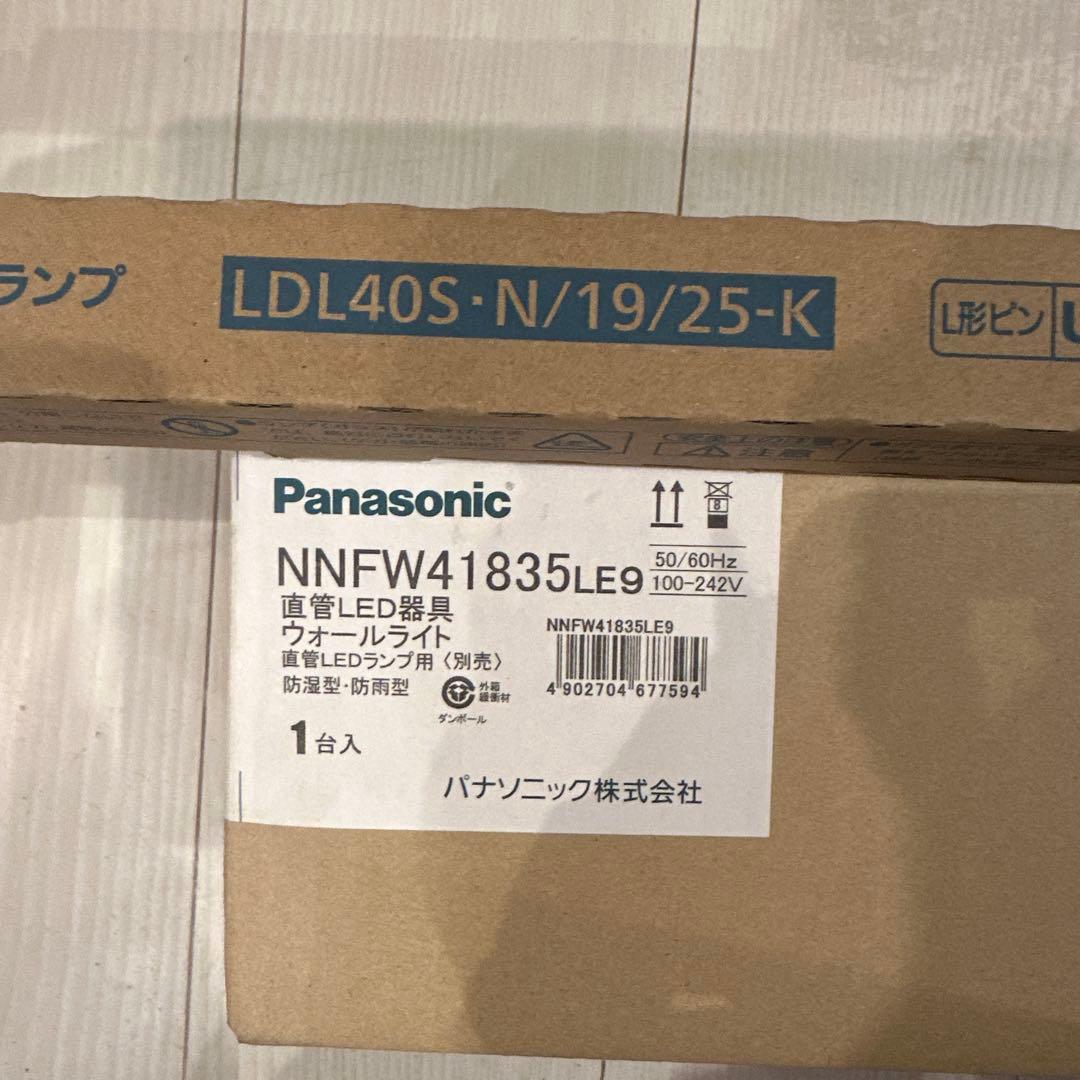 ランプ
LDL40S・N/19/25-K
L形ピン
注意
Panasonic
8
NNFW41835LE9
50/60Hz
100-242V
直管LED器具
ウォールライト
直管LEDランプ用〈別売〉
防湿型・防雨型
NNFW41835LE9
4 902704 677594
外箱
緩衝材
ダンボール
1台入
パナソニック株式会社